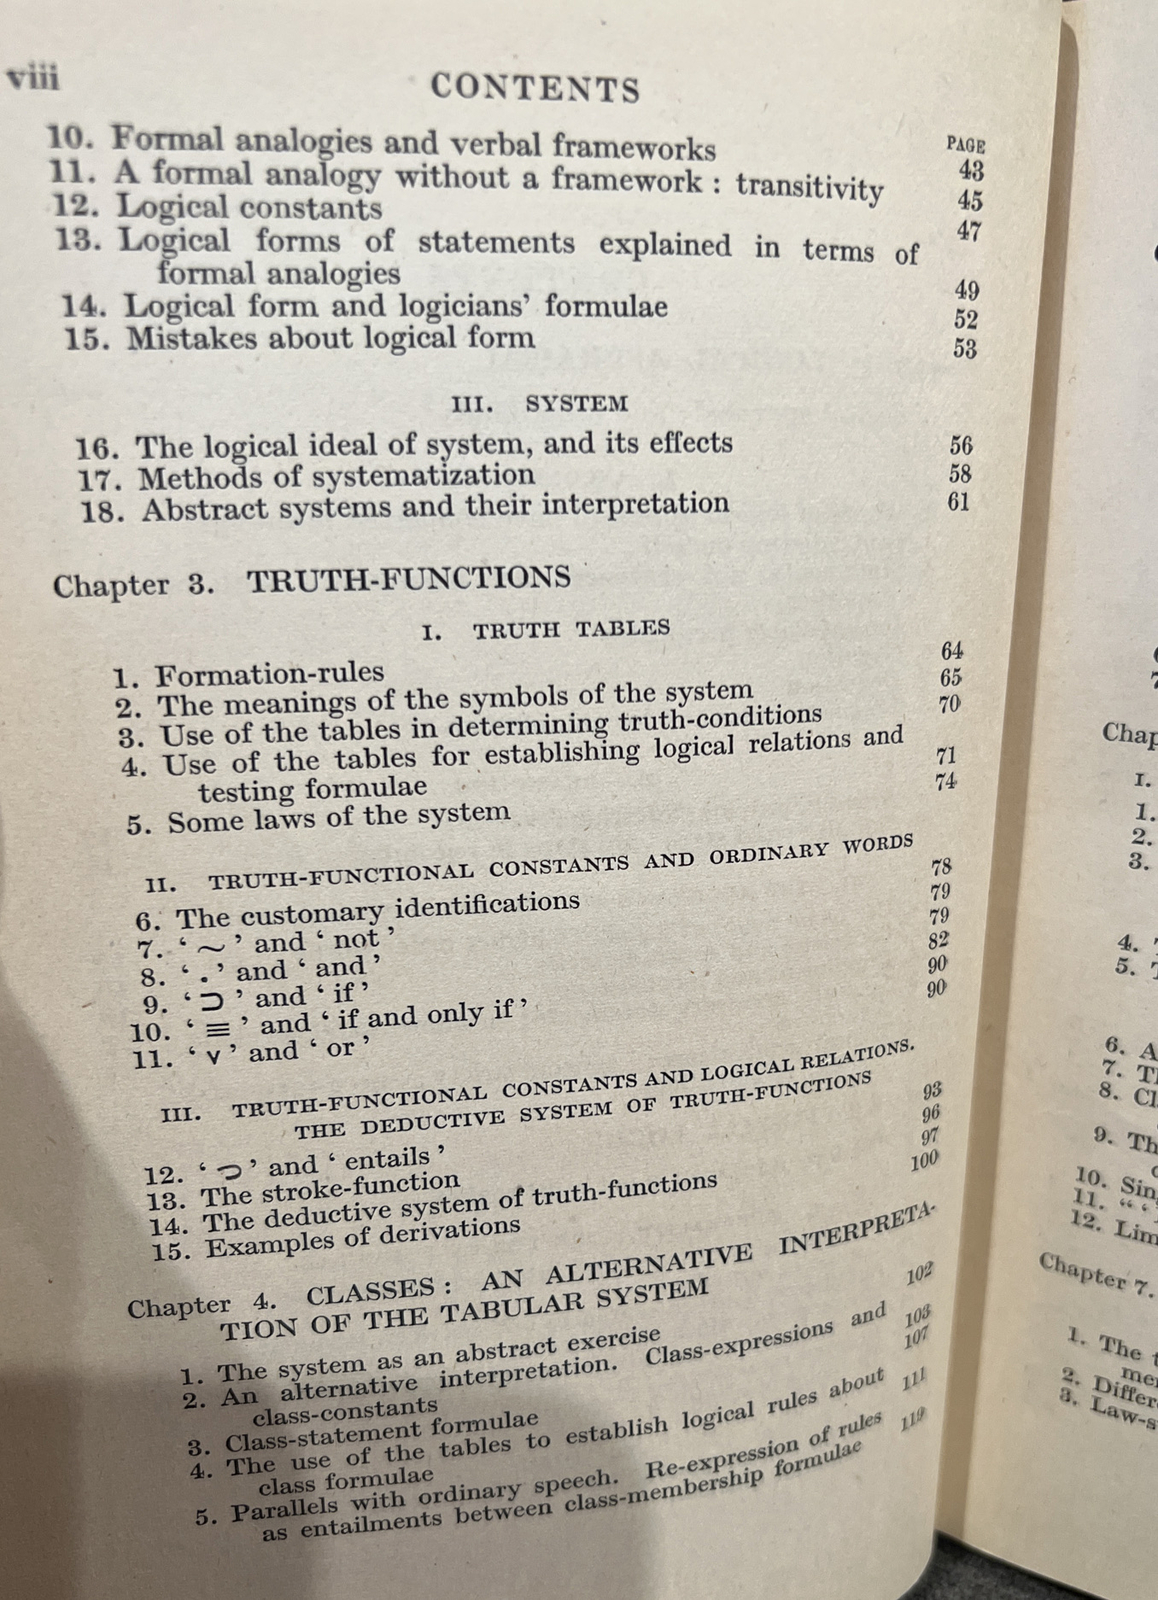 viii
CONTENTS
PAGE
10. Formal analogies and verbal frameworks 43
11. A formal analogy without a framework : transitivity 45
12. Logical constants 47
13. Logical forms of statements explained in terms of
formal analogies 49
14. Logical form and logicians' formulae 52
15. Mistakes about logical form 53
III. SYSTEM
16. The logical ideal of system, and its effects 56
17. Methods of systematization 58
18. Abstract systems and their interpretation 61
Chapter 3. TRUTH-FUNCTIONS
I. TRUTH TABLES
1. Formation-rules 64
2. The meanings of the symbols of the system 65
3. Use of the tables in determining truth-conditions 70
4. Use of the tables for establishing logical relations and
testing formulae 71
5. Some laws of the system 74
II. TRUTH-FUNCTIONAL CONSTANTS AND ORDINARY WORDS
6. The customary identifications 78
7. ‘ ~ ’ and ‘ not ’ 79
8. ‘ . ’ and ‘ and ’ 79
9. ‘ ⊃ ’ and ‘ if ’ 82
10. ‘ ≡ ’ and ‘ if and only if ’ 90
11. ‘ v ’ and ‘ or ’ 90
III. TRUTH-FUNCTIONAL CONSTANTS AND LOGICAL RELATIONS.
THE DEDUCTIVE SYSTEM OF TRUTH-FUNCTIONS
12. ‘ ⊃ ’ and ‘ entails ’ 93
13. The stroke-function 96
14. The deductive system of truth-functions 97
15. Examples of derivations 100
Chapter 4. CLASSES : AN ALTERNATIVE INTERPRETA-
TION OF THE TABULAR SYSTEM
1. The system as an abstract exercise 102
2. An alternative interpretation. Class-expressions and
class-constants 103
3. Class-statement formulae 107
4. The use of the tables to establish logical rules about
class formulae 111
5. Parallels with ordinary speech. Re-expression of rules
as entailments between class-membership formulae
Chap
I.
1.
2.
3.
4.
5.
6. A
7.
8. Cl
9. Th
10. Sin
11.
12. Lim
Chapter 7.
1. The
2. Differ
3. Law-s